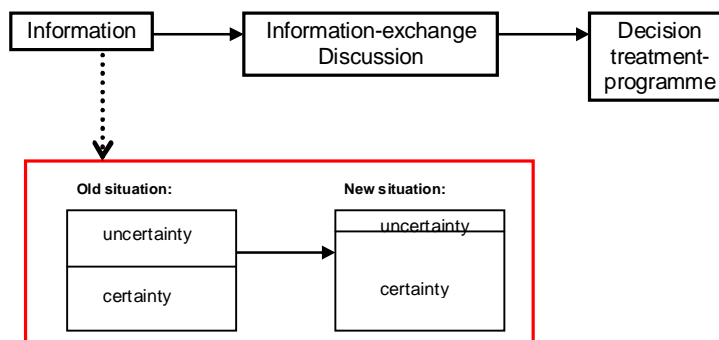 Information
Information-exchange
Discussion
Decision
treatment-
programme
Old situation:
New situation:
uncertainty
certainty
uncertainty
certainty